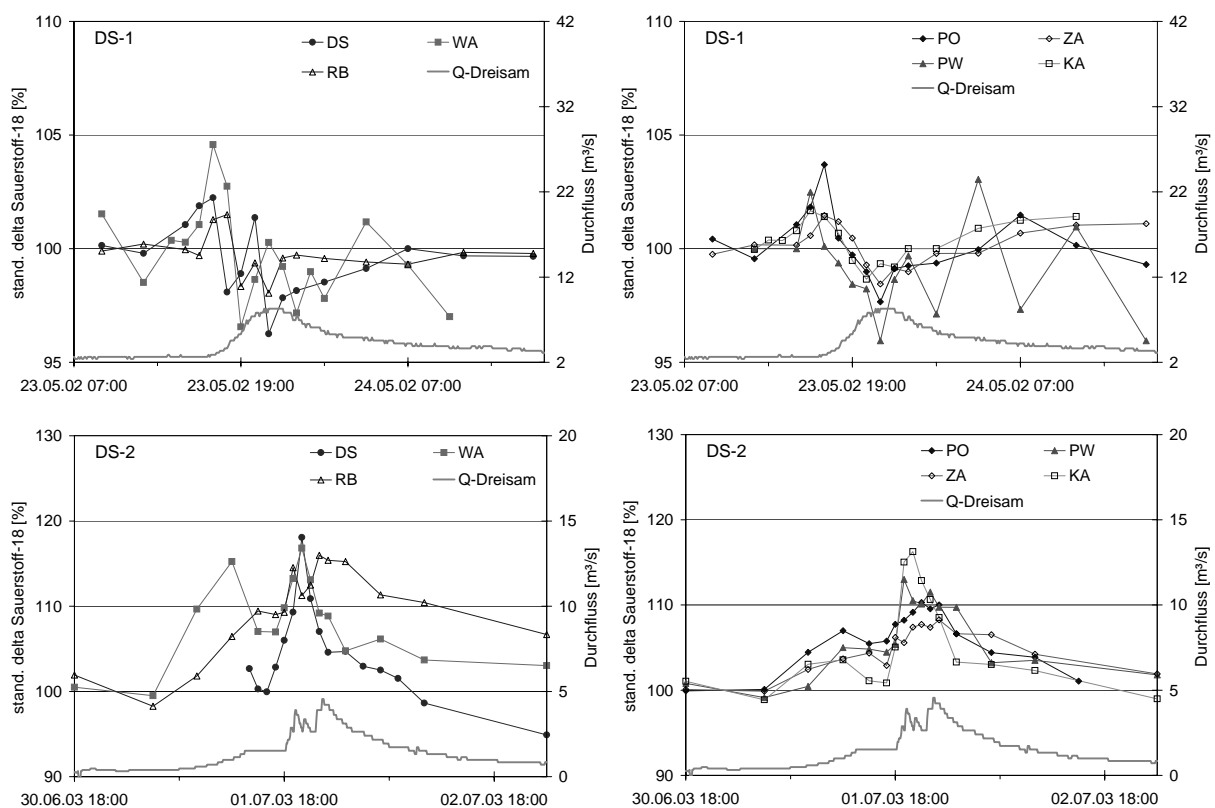 110
42
DS-1
DS
WA
RB
Q-Dreisam
105
100
95
32
22
12
2
stand. delta Sauerstoff-18 [%]
Durchfluss [m³/s]
23.05.02 07:00
23.05.02 19:00
24.05.02 07:00
110
42
DS-1
PO
ZA
PW
KA
Q-Dreisam
105
100
95
32
22
12
2
stand. delta Sauerstoff-18 [%]
Durchfluss [m³/s]
23.05.02 07:00
23.05.02 19:00
24.05.02 07:00
130
20
DS-2
DS
WA
RB
Q-Dreisam
120
110
100
90
15
10
5
0
stand. delta Sauerstoff-18 [%]
Durchfluss [m³/s]
30.06.03 18:00
01.07.03 18:00
02.07.03 18:00
130
20
DS-2
PO
PW
ZA
KA
Q-Dreisam
120
110
100
90
15
10
5
0
stand. delta Sauerstoff-18 [%]
Durchfluss [m³/s]
30.06.03 18:00
01.07.03 18:00
02.07.03 18:00